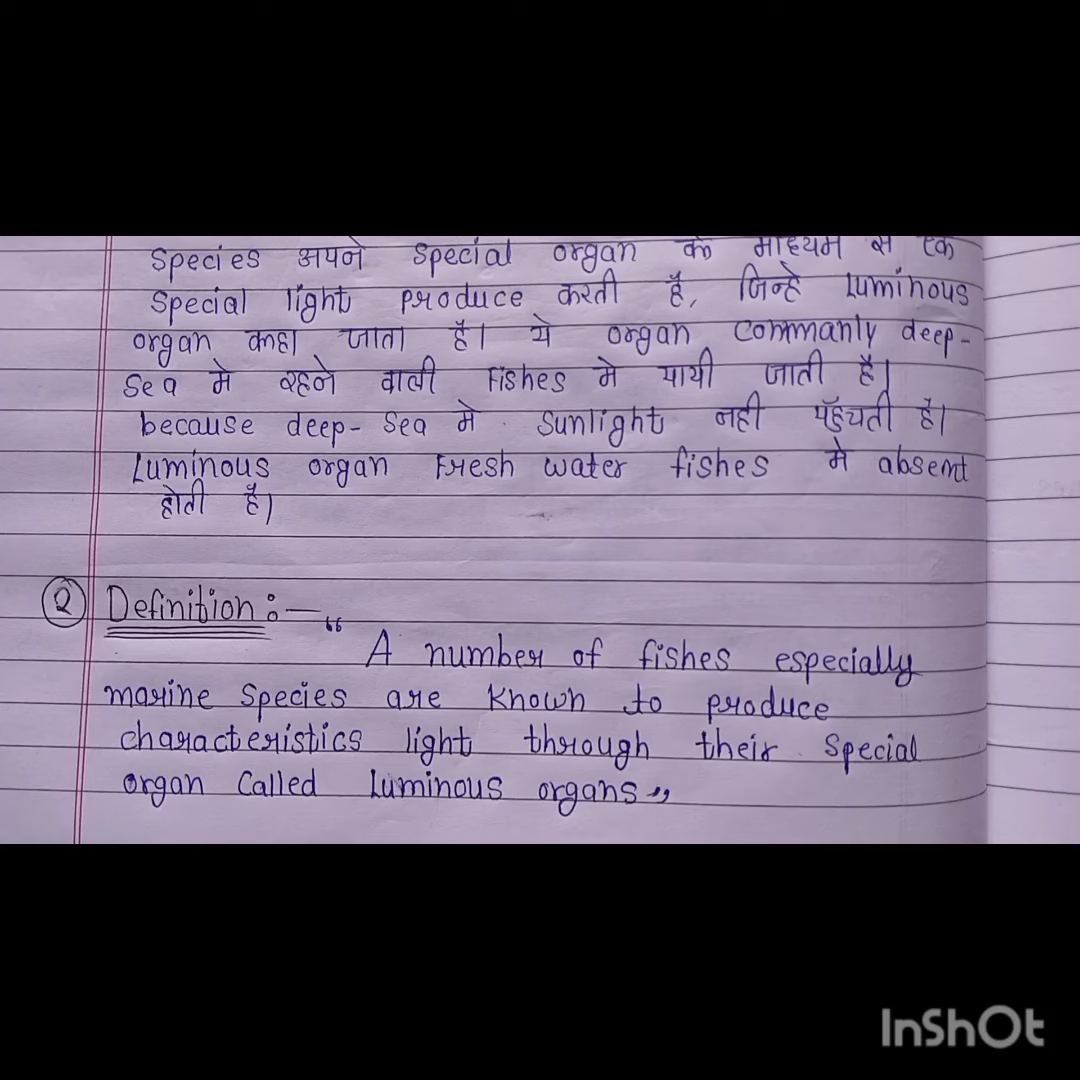 Species अपने special organ के माध्यम से एक
special light produce करती है, जिन्हे Luminous
organ कहा जाता है। ये organ commanly deep-
sea मे रहने वाली Fishes मे पायी जाती है।
because deep-sea मे sunlight नही पहुँचती है।
Luminous organ Fresh water fishes मे absent
होती है।
② Definition :— “
A number of fishes especially
marine species are known to produce
characteristics light through their special
organ called Luminous organs.”
InShOt